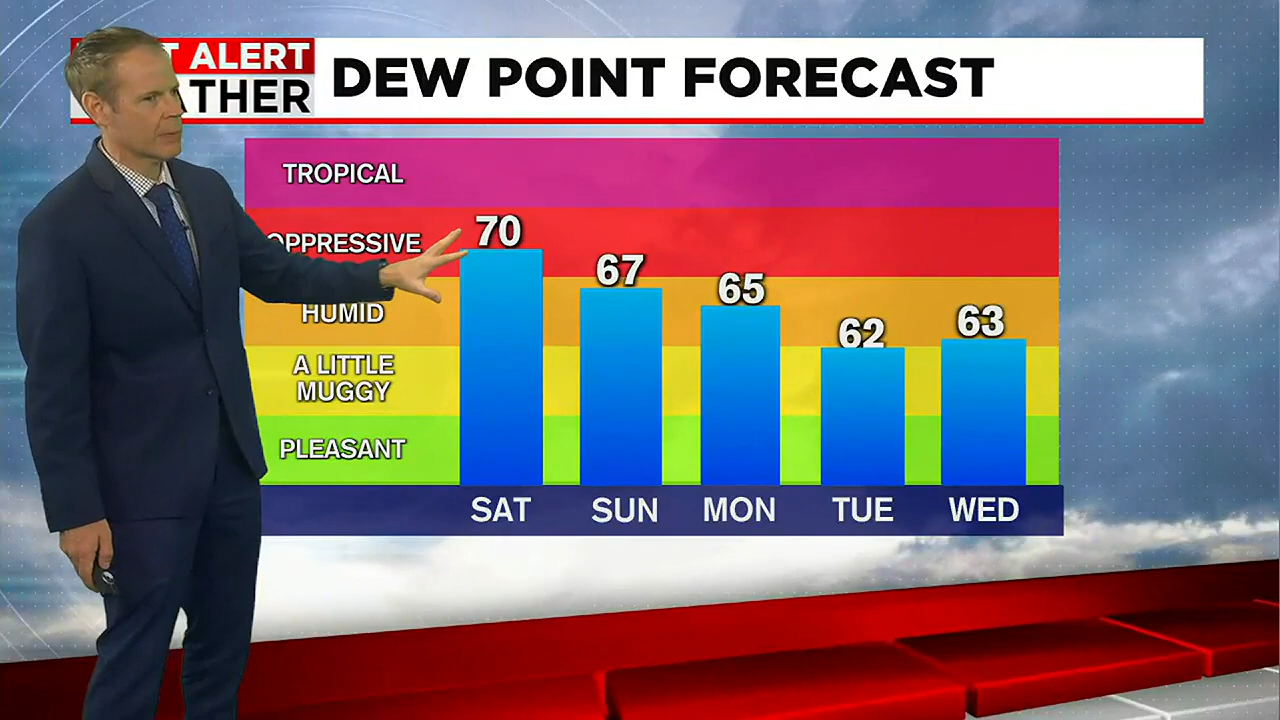 ALERT
DEW POINT FORECAST
TROPICAL
OPPRESSIVE
HUMID
A LITTLE
MUGGY
PLEASANT
70
67
65
62
63
SAT
SUN
MON
TUE
WED